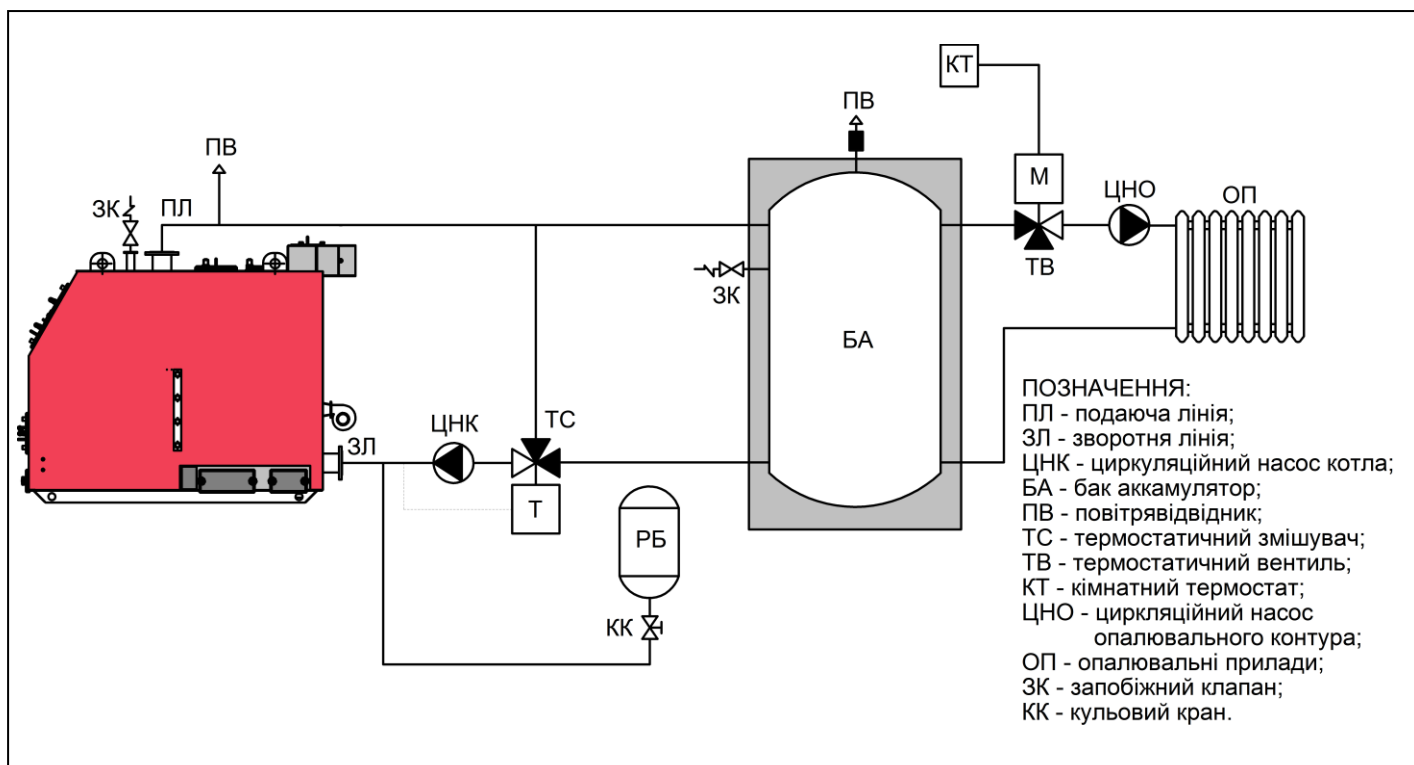 КТ
ПВ
ПВ
М
ЦНО
ОП
ЗК
ПЛ
ТВ
ЗК
БА
ЦНК
ТС
ЗЛ
Т
РБ
КК
ПОЗНАЧЕННЯ:
ПЛ - подаюча лінія;
ЗЛ - зворотня лінія;
ЦНК - циркуляційний насос котла;
БА - бак аккамулятор;
ПВ - повітрявідвідник;
ТС - термостатичний змішувач;
ТВ - термостатичний вентиль;
КТ - кімнатний термостат;
ЦНО - циркляційний насос
опалювального контура;
ОП - опалювальні прилади;
ЗК - запобіжний клапан;
КК - кульовий кран.